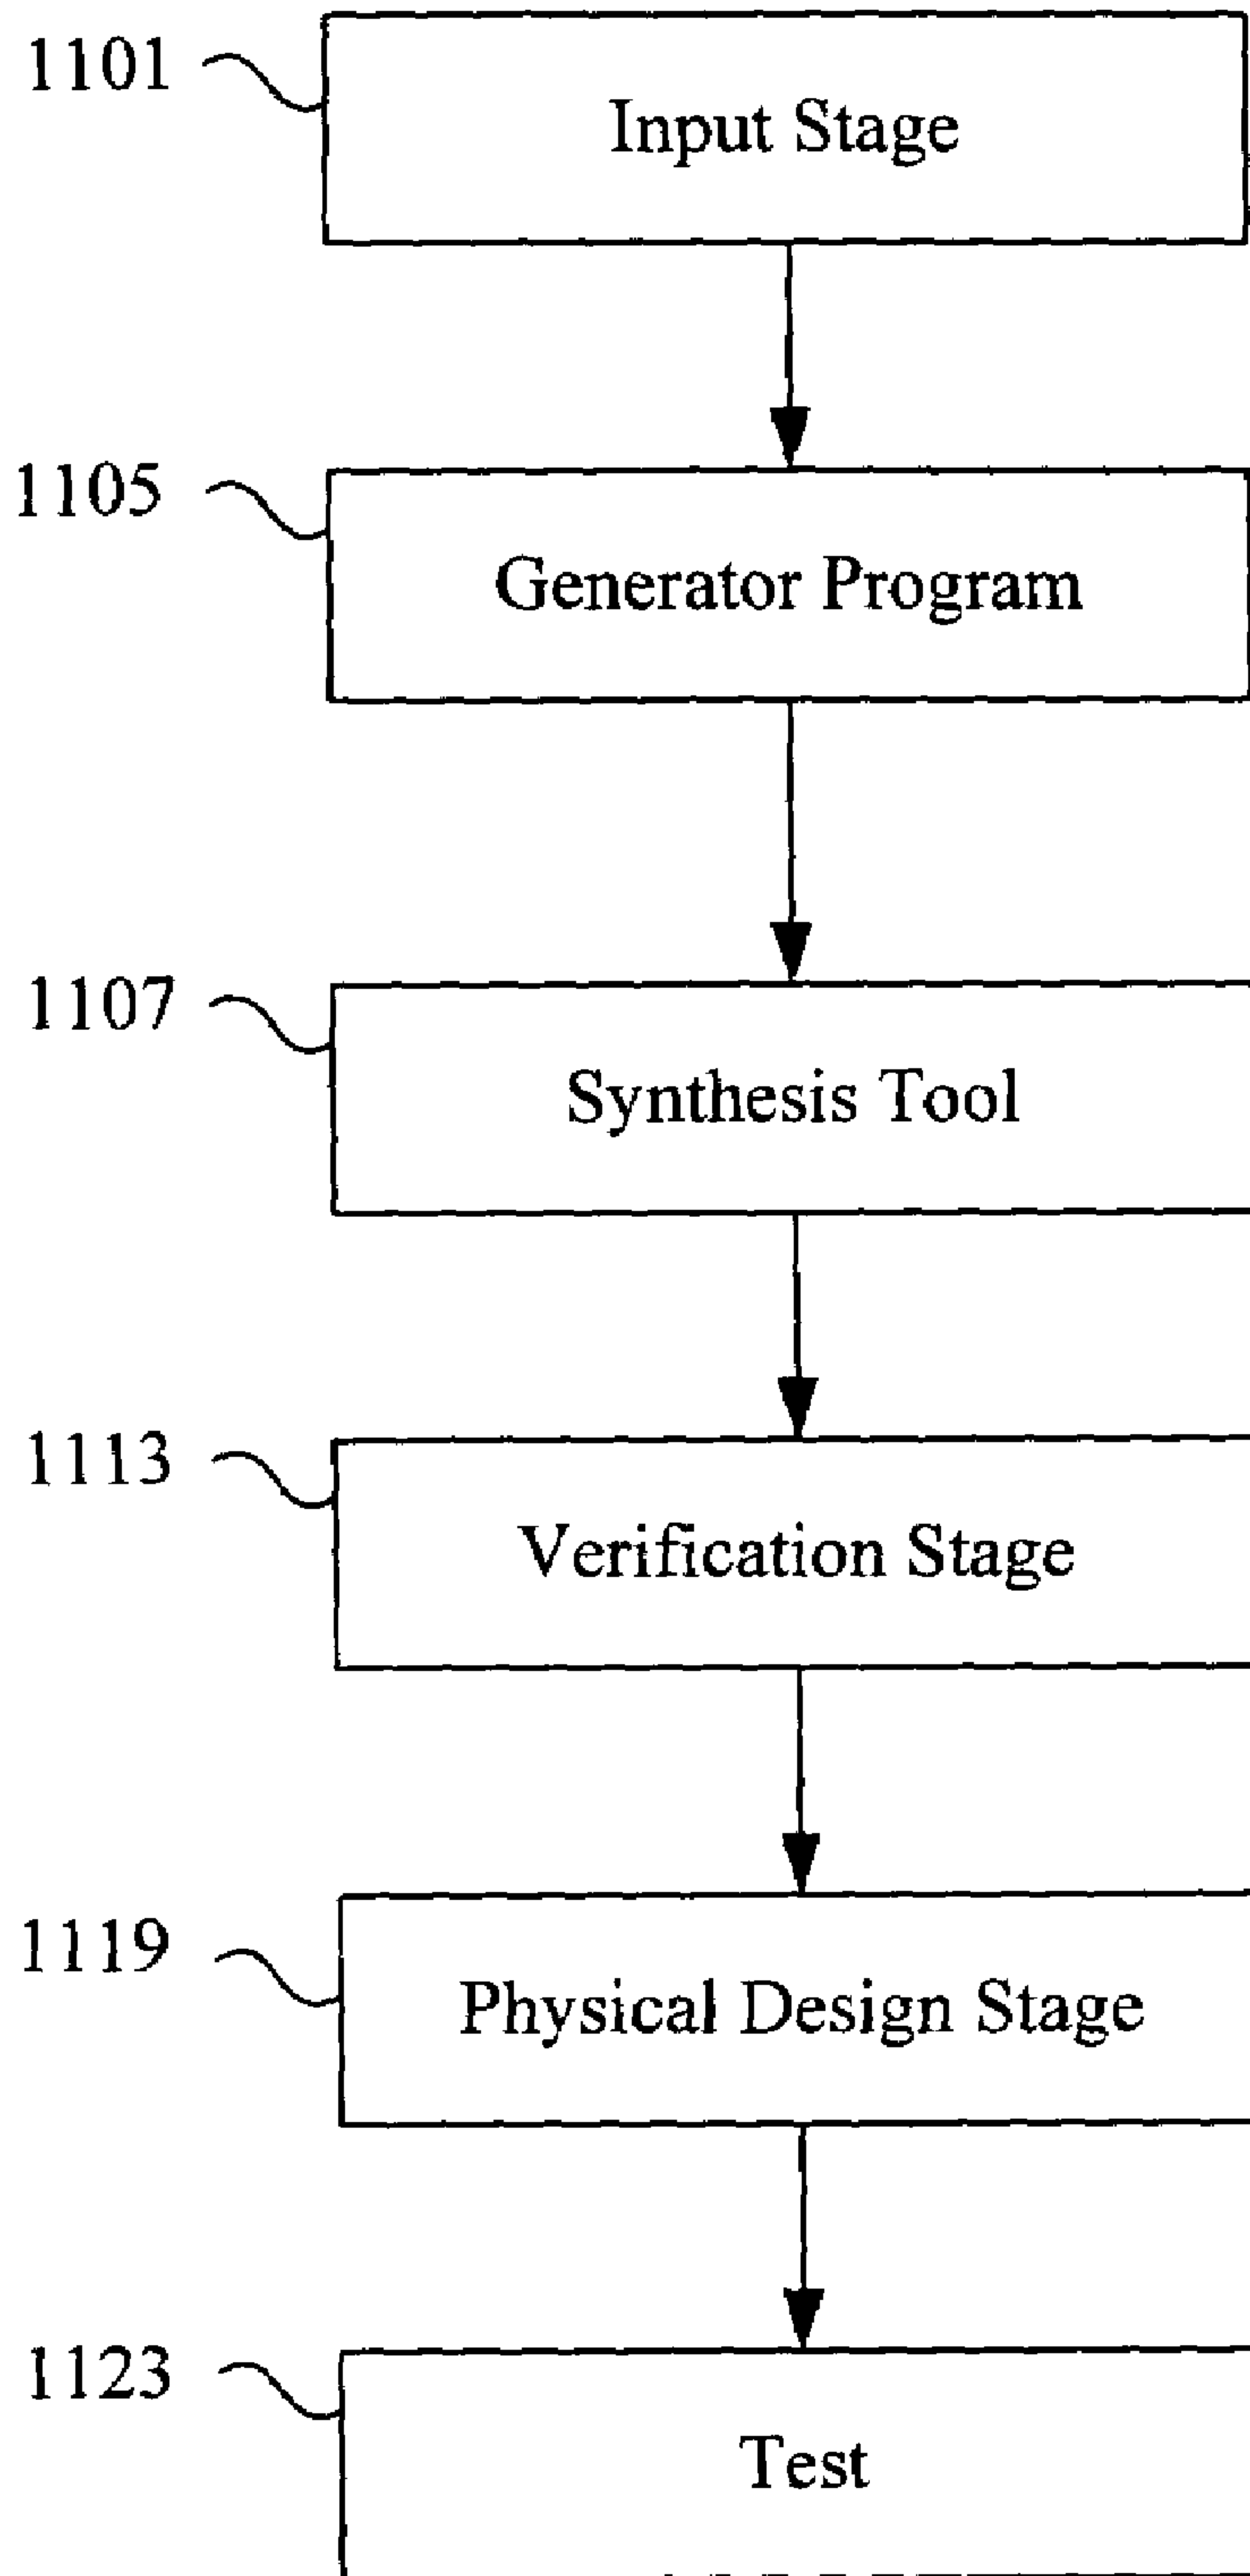 1101
Input Stage
1105
Generator Program
1107
Synthesis Tool
1113
Verification Stage
1119
Physical Design Stage
1123
Test